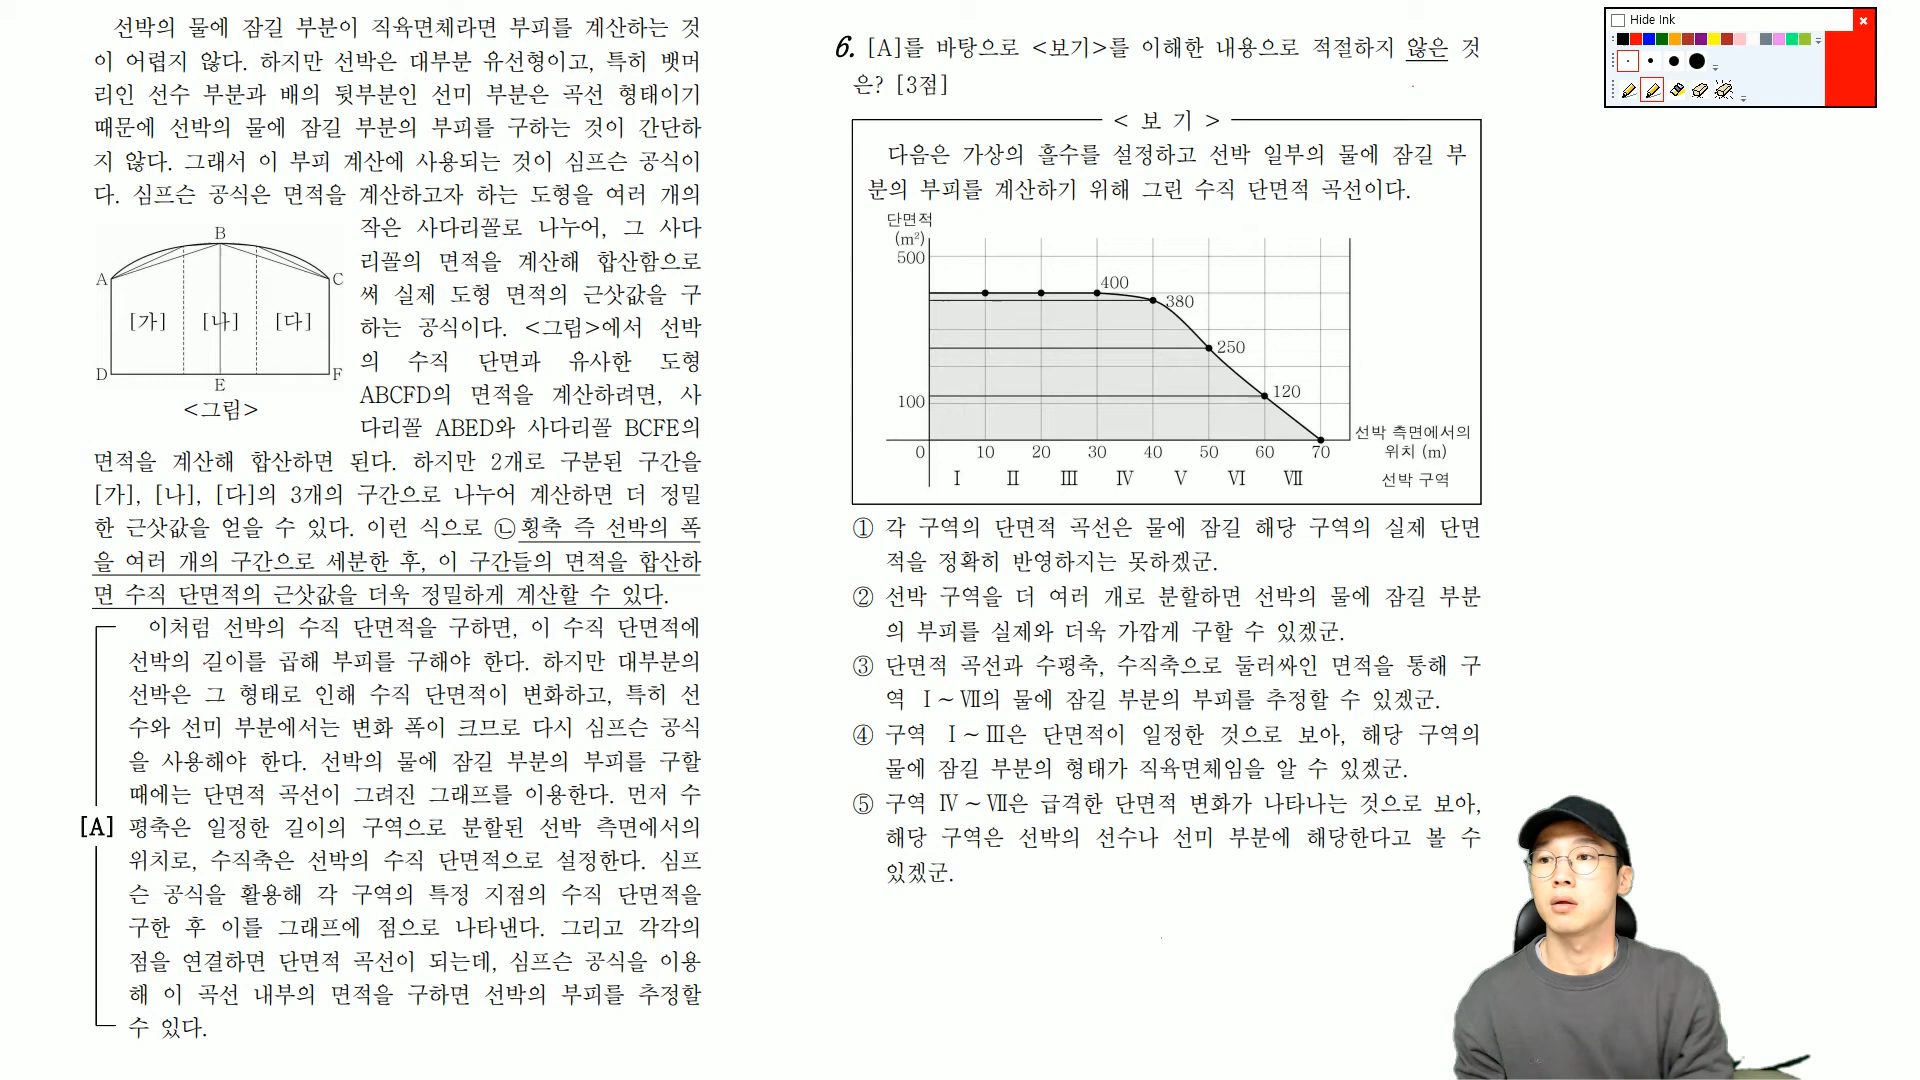 선박의 물에 잠길 부분이 직육면체라면 부피를 계산하는 것
이 어렵지 않다. 하지만 선박은 대부분 유선형이고, 특히 뱃머
리인 선수 부분과 배의 뒷부분인 선미 부분은 곡선 형태이기
때문에 선박의 물에 잠길 부분의 부피를 구하는 것이 간단하
지 않다. 그래서 이 부피 계산에 사용되는 것이 심프슨 공식이
다. 심프슨 공식은 면적을 계산하고자 하는 도형을 여러 개의
작은 사다리꼴로 나누어, 그 사다
리꼴의 면적을 계산해 합산함으로
써 실제 도형 면적의 근삿값을 구
하는 공식이다. <그림>에서 선박
의 수직 단면과 유사한 도형
ABCFD의 면적을 계산하려면, 사
다리꼴 ABED와 사다리꼴 BCFE의
B
A
C
[가]
[나]
[다]
D
E
F
<그림>
면적을 계산해 합산하면 된다. 하지만 2개로 구분된 구간을
[가], [나], [다]의 3개의 구간으로 나누어 계산하면 더 정밀
한 근삿값을 얻을 수 있다. 이런 식으로 ㉡횡축 즉 선박의 폭
을 여러 개의 구간으로 세분한 후, 이 구간들의 면적을 합산하
면 수직 단면적의 근삿값을 더욱 정밀하게 계산할 수 있다.
이처럼 선박의 수직 단면적을 구하면, 이 수직 단면적에
선박의 길이를 곱해 부피를 구해야 한다. 하지만 대부분의
선박은 그 형태로 인해 수직 단면적이 변화하고, 특히 선
수와 선미 부분에서는 변화 폭이 크므로 다시 심프슨 공식
을 사용해야 한다. 선박의 물에 잠길 부분의 부피를 구할
때에는 단면적 곡선이 그려진 그래프를 이용한다. 먼저 수
[A] 평축은 일정한 길이의 구역으로 분할된 선박 측면에서의
위치로, 수직축은 선박의 수직 단면적으로 설정한다. 심프
슨 공식을 활용해 각 구역의 특정 지점의 수직 단면적을
구한 후 이를 그래프에 점으로 나타낸다. 그리고 각각의
점을 연결하면 단면적 곡선이 되는데, 심프슨 공식을 이용
해 이 곡선 내부의 면적을 구하면 선박의 부피를 추정할
수 있다.
6. [A]를 바탕으로 <보기>를 이해한 내용으로 적절하지 않은 것
은? [3점]
< 보 기 >
다음은 가상의 흘수를 설정하고 선박 일부의 물에 잠길 부
분의 부피를 계산하기 위해 그린 수직 단면적 곡선이다.
단면적
(m²)
500
400
380
250
120
100
선박 측면에서의
0 10 20 30 40 50 60 70 위치 (m)
Ⅰ Ⅱ Ⅲ Ⅳ Ⅴ Ⅵ Ⅶ 선박 구역
① 각 구역의 단면적 곡선은 물에 잠길 해당 구역의 실제 단면
적을 정확히 반영하지는 못하겠군.
② 선박 구역을 더 여러 개로 분할하면 선박의 물에 잠길 부분
의 부피를 실제와 더욱 가깝게 구할 수 있겠군.
③ 단면적 곡선과 수평축, 수직축으로 둘러싸인 면적을 통해 구
역 Ⅰ~Ⅶ의 물에 잠길 부분의 부피를 추정할 수 있겠군.
④ 구역 Ⅰ~Ⅲ은 단면적이 일정한 것으로 보아, 해당 구역의
물에 잠길 부분의 형태가 직육면체임을 알 수 있겠군.
⑤ 구역 Ⅳ~Ⅶ은 급격한 단면적 변화가 나타나는 것으로 보아,
해당 구역은 선박의 선수나 선미 부분에 해당한다고 볼 수
있겠군.
Hide Ink